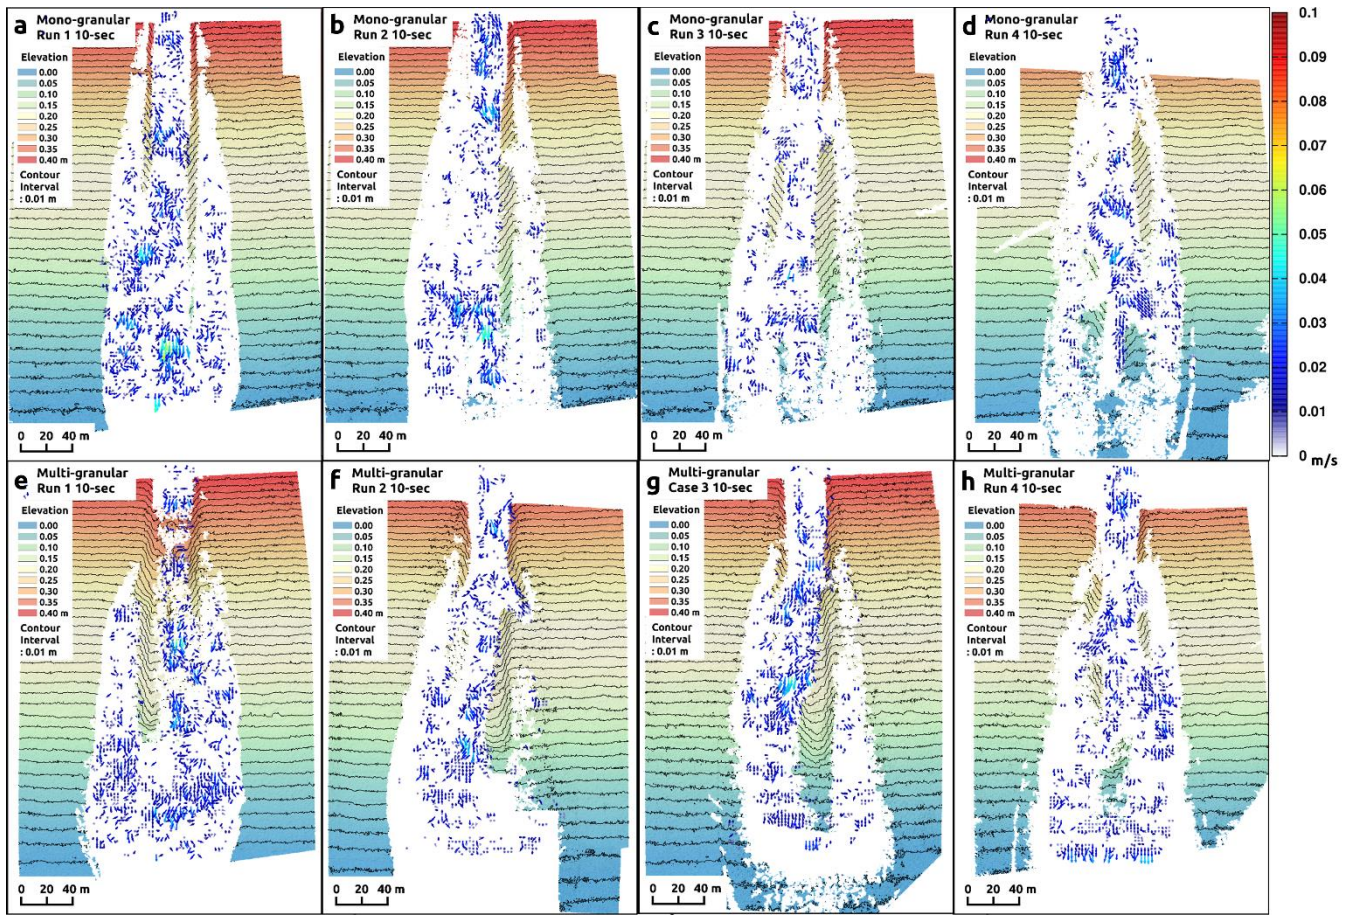 a Mono-granular
Run 1 10-sec
Elevation
0.00
0.05
0.10
0.15
0.20
0.25
0.30
0.35
0.40 m
Contour
Interval
: 0.01 m
0 20 40 m
b Mono-granular
Run 2 10-sec
Elevation
0.00
0.05
0.10
0.15
0.20
0.25
0.30
0.35
0.40 m
Contour
Interval
: 0.01 m
0 20 40 m
c Mono-granular
Run 3 10-sec
Elevation
0.00
0.05
0.10
0.15
0.20
0.25
0.30
0.35
0.40 m
Contour
Interval
: 0.01 m
0 20 40 m
d Mono-granular
Run 4 10-sec
Elevation
0.00
0.05
0.10
0.15
0.20
0.25
0.30
0.35
0.40 m
Contour
Interval
: 0.01 m
0 20 40 m
0.1
0.09
0.08
0.07
0.06
0.05
0.04
0.03
0.02
0.01
0 m/s
e Multi-granular
Run 1 10-sec
Elevation
0.00
0.05
0.10
0.15
0.20
0.25
0.30
0.35
0.40 m
Contour
Interval
: 0.01 m
0 20 40 m
f Multi-granular
Run 2 10-sec
Elevation
0.00
0.05
0.10
0.15
0.20
0.25
0.30
0.35
0.40 m
Contour
Interval
: 0.01 m
0 20 40 m
g Multi-granular
Case 3 10-sec
Elevation
0.00
0.05
0.10
0.15
0.20
0.25
0.30
0.35
0.40 m
Contour
Interval
: 0.01 m
0 20 40 m
h Multi-granular
Run 4 10-sec
Elevation
0.00
0.05
0.10
0.15
0.20
0.25
0.30
0.35
0.40 m
Contour
Interval
: 0.01 m
0 20 40 m